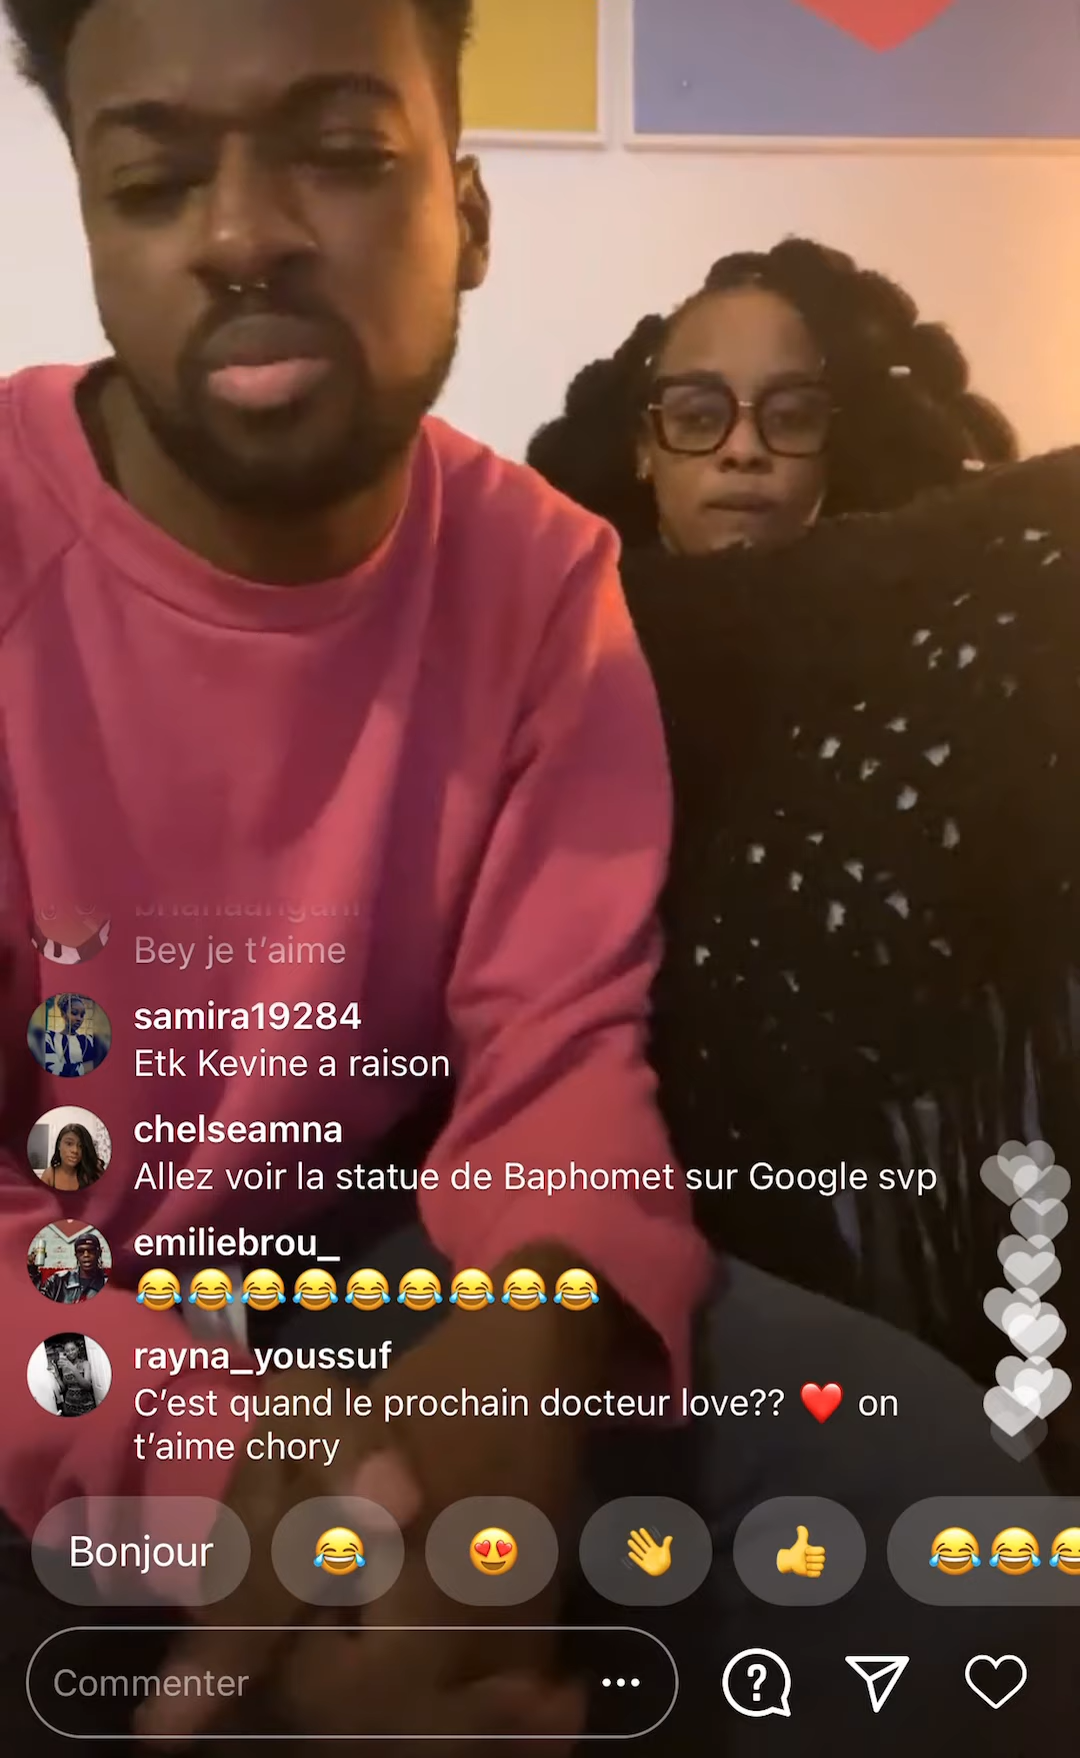 Bey je t'aime
samira19284
Etk Kevine a raison
chelseamna
Allez voir la statue de Baphomet sur Google svp
emiliebrou_
😂😂😂😂😂😂😂😂😂
rayna_youssuf
C'est quand le prochain docteur love?? ❤️ on
t'aime chory
Bonjour 😂 😍 👋 👍 😂😂😂
Commenter ...